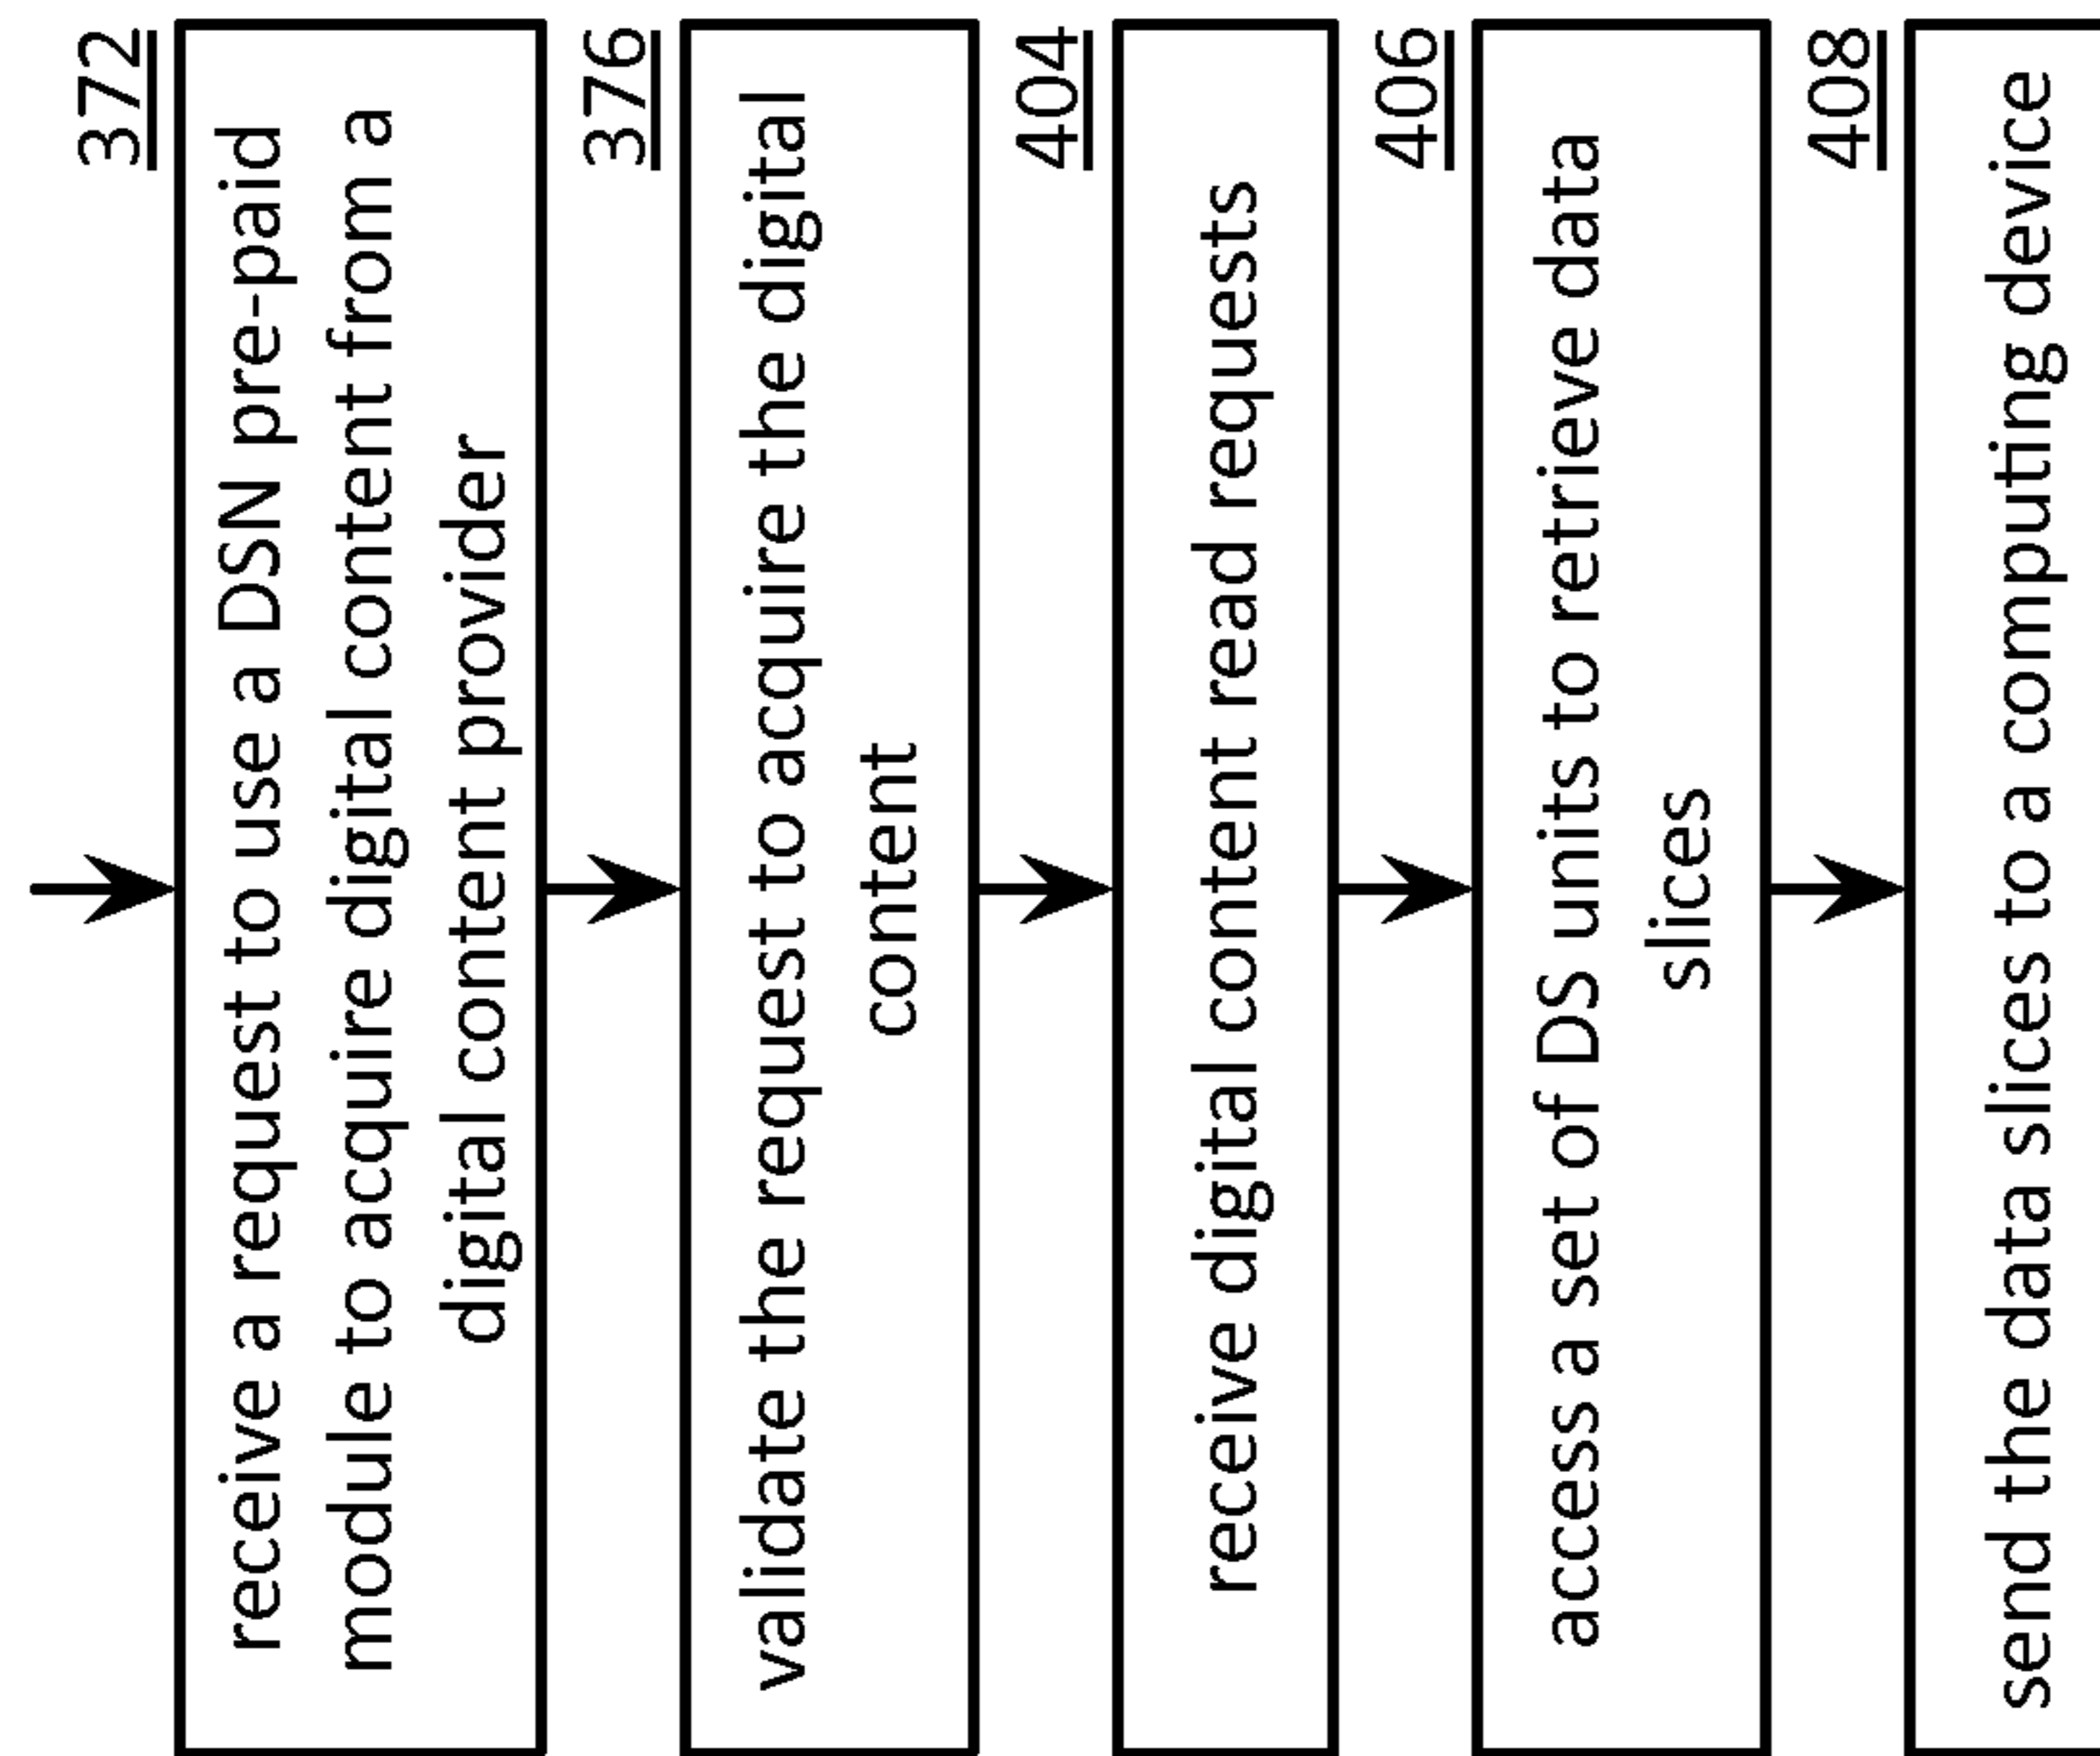 372
receive a request to use a DSN pre-paid
module to acquire digital content from a
digital content provider
376
validate the request to acquire the digital
content
404
receive digital content read requests
406
access a set of DS units to retrieve data
slices
408
send the data slices to a computing device